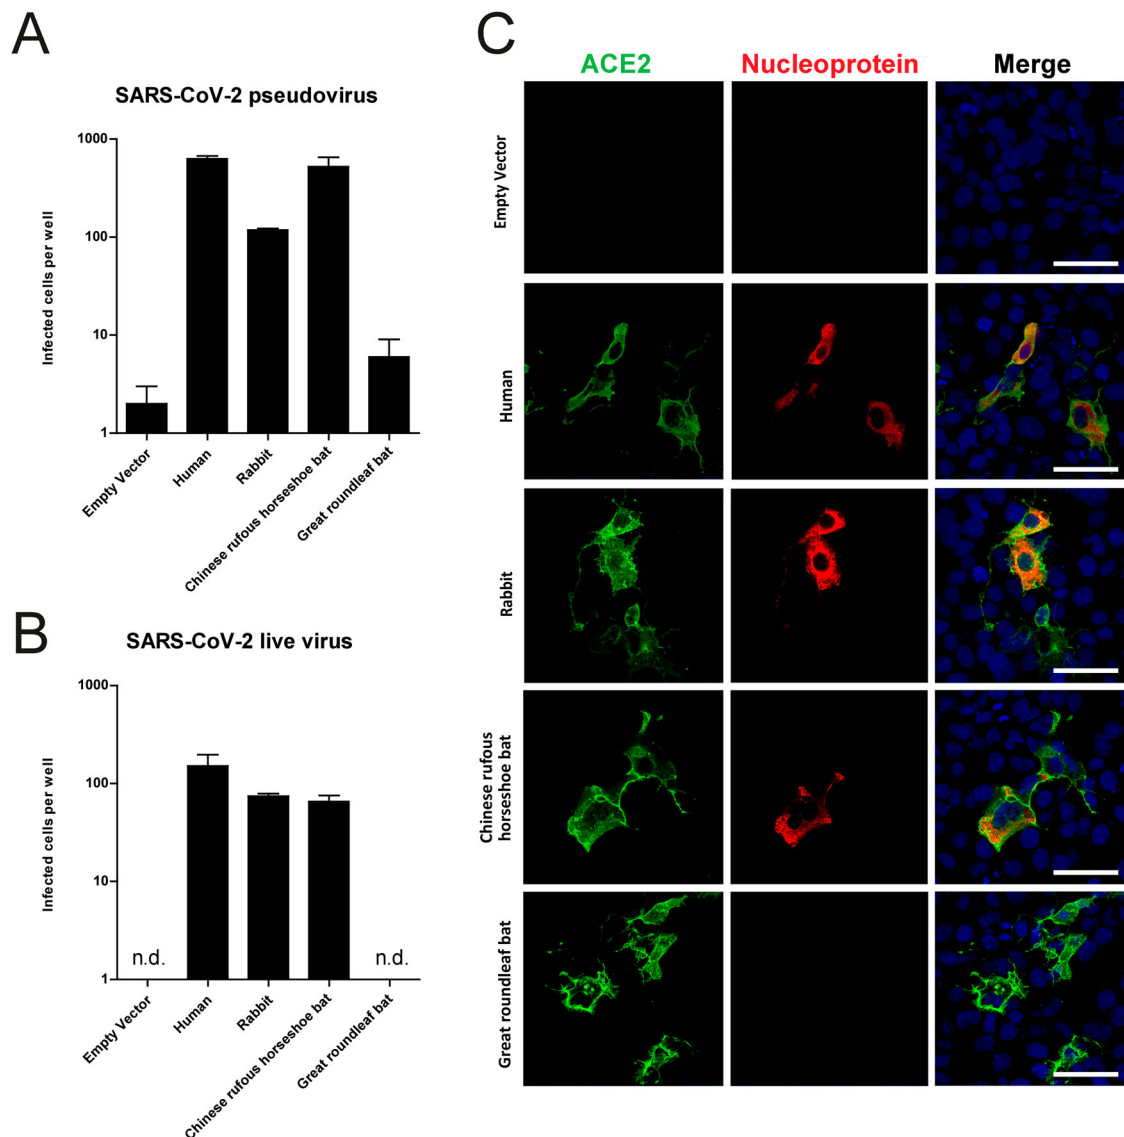 A
SARS-CoV-2 pseudovirus
Infected cells per well
1000
100
10
1
Empty Vector
Human
Rabbit
Chinese rufous horseshoe bat
Great roundleaf bat
B
SARS-CoV-2 live virus
Infected cells per well
1000
100
10
1
n.d.
n.d.
Empty Vector
Human
Rabbit
Chinese rufous horseshoe bat
Great roundleaf bat
C
ACE2
Nucleoprotein
Merge
Empty Vector
Human
Rabbit
Chinese rufous
horseshoe bat
Great roundleaf bat